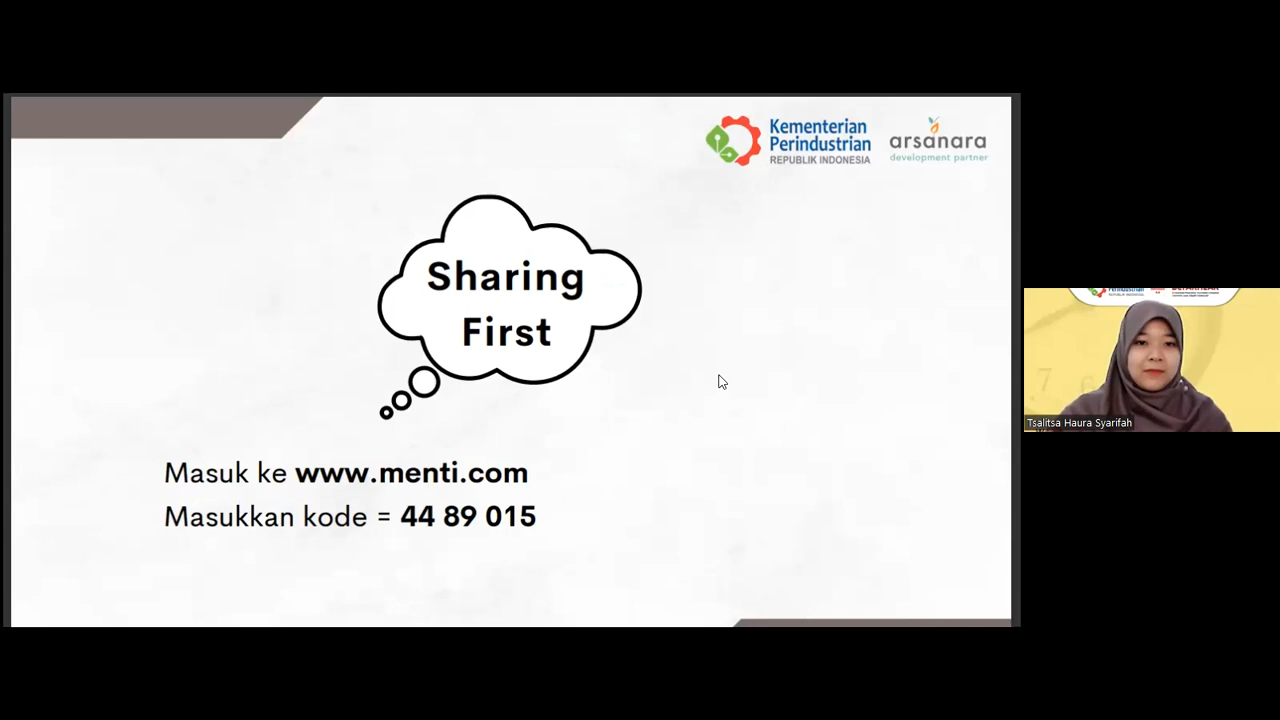 Kementerian
Perindustrian
REPUBLIK INDONESIA
arsanara
development partner
Sharing
First
Masuk ke www.menti.com
Masukkan kode = 44 89 015
Tsalitsa Haura Syarifah